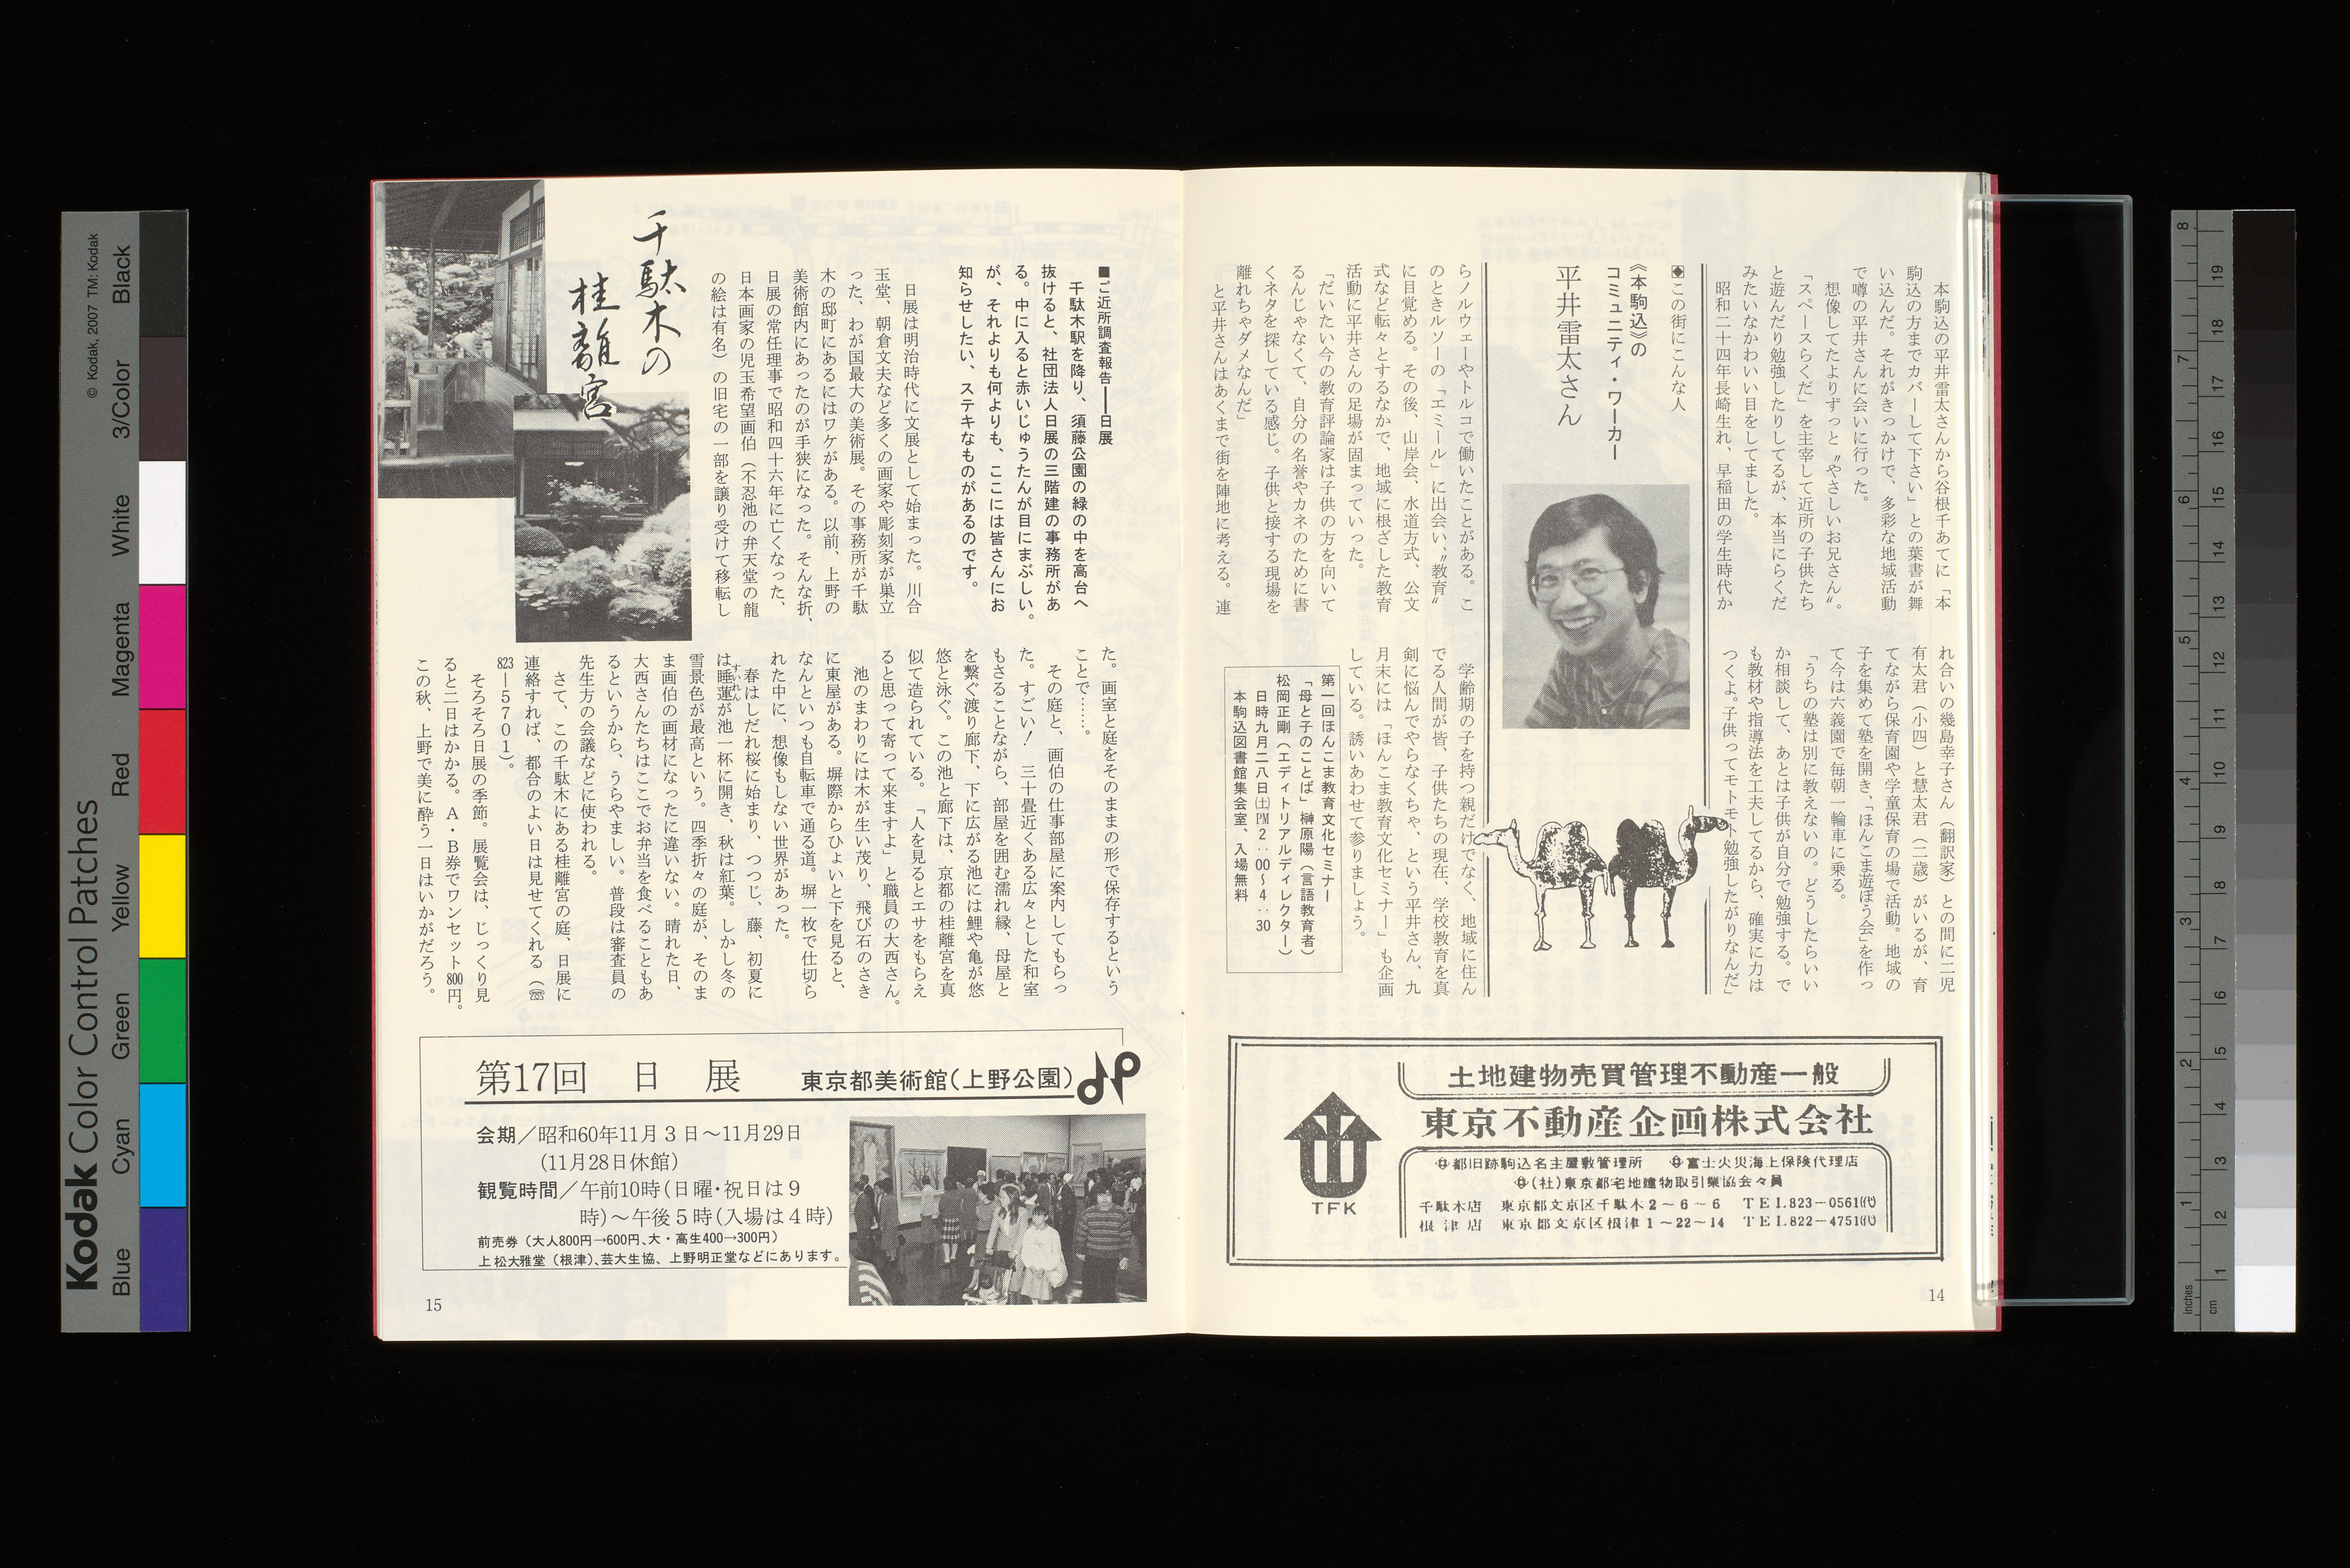 本駒込の平井雷太さんから谷根千あてに「本
駒込の方までカバーして下さい」との葉書が舞
い込んだ。それがきっかけで、多彩な地域活動
で噂の平井さんに会いに行った。
想像してたよりずっと〝やさしいお兄さん〟。
「スペースらくだ」を主宰して近所の子供たち
と遊んだり勉強したりしてるが、本当にらくだ
みたいなかわいい目をしてました。
昭和二十四年長崎生れ、早稲田の学生時代か
◆この街にこんな人
《本駒込》の
コミュニティ・ワーカー
平井雷太さん
らノルウェーやトルコで働いたことがある。こ
のときルソーの「エミール」に出会い、〝教育〟
に目覚める。その後、山岸会、水道方式、公文
式など転々とするなかで、地域に根ざした教育
活動に平井さんの足場が固まっていった。
「だいたい今の教育評論家は子供の方を向いて
るんじゃなくて、自分の名誉やカネのために書
くネタを探している感じ。子供と接する現場を
離れちゃダメなんだ」
と平井さんはあくまで街を陣地に考える。連
れ合いの幾島幸子さん（翻訳家）との間に二児
有太君（小四）と慧太君（二歳）がいるが、育
てながら保育園や学童保育の場で活動。地域の
子を集めて塾を開き、「ほんこま遊ぼう会」を作っ
て今は六義園で毎朝一輪車に乗る。
「うちの塾は別に教えないの。どうしたらいい
か相談して、あとは子供が自分で勉強する。で
も教材や指導法を工夫してるから、確実に力は
つくよ。子供ってモトモト勉強したがりなんだ」
学齢期の子を持つ親だけでなく、地域に住ん
でる人間が皆、子供たちの現在、学校教育を真
剣に悩んでやらなくちゃ、という平井さん、九
月末には「ほんこま教育文化セミナー」も企画
している。誘いあわせて参りましょう。
第一回ほんこま教育文化セミナー
「母と子のことば」榊原陽（言語教育者）
松岡正剛（エディトリアルディレクター）
日時九月二八日㈯PM2：00～4：30
本駒込図書館集会室、入場無料
土地建物売買管理不動産一般
東京不動産企画株式会社
TFK
都旧跡駒込名主屋敷管理所　富士火災海上保険代理店
(社)東京都宅地建物取引業協会々員
千駄木店　東京都文京区千駄木2～6～6　TEL823－0561㈹
根津店　東京都文京区根津1～22～14　TEL822－4751㈹
14
■ご近所調査報告――日展
千駄木駅を降り、須藤公園の緑の中を高台へ
抜けると、社団法人日展の三階建の事務所があ
る。中に入ると赤いじゅうたんが目にまぶしい。
が、それよりも何よりも、ここには皆さんにお
知らせしたい、ステキなものがあるのです。
日展は明治時代に文展として始まった。川合
玉堂、朝倉文夫など多くの画家や彫刻家が巣立
った、わが国最大の美術展。その事務所が千駄
木の邸町にあるにはワケがある。以前、上野の
美術館内にあったのが手狭になった。そんな折、
日展の常任理事で昭和四十六年に亡くなった、
日本画家の児玉希望画伯（不忍池の弁天堂の龍
の絵は有名）の旧宅の一部を譲り受けて移転し
千駄木の
桂離宮
た。画室と庭をそのままの形で保存するという
ことで……。
その庭と、画伯の仕事部屋に案内してもらっ
た。すごい！　三十畳近くある広々とした和室
もさることながら、部屋を囲む濡れ縁、母屋と
を繋ぐ渡り廊下、下に広がる池には鯉や亀が悠
悠と泳ぐ。この池と廊下は、京都の桂離宮を真
似て造られている。「人を見るとエサをもらえ
ると思って寄って来ますよ」と職員の大西さん。
池のまわりには木が生い茂り、飛び石のさき
に東屋がある。塀際からひょいと下を見ると、
なんといつも自転車で通る道。塀一枚で仕切ら
れた中に、想像もしない世界があった。
春はしだれ桜に始まり、つつじ、藤、初夏に
は睡蓮（すいれん）が池一杯に開き、秋は紅葉。しかし冬の
雪景色が最高という。四季折々の庭が、そのま
ま画伯の画材になったに違いない。晴れた日、
大西さんたちはここでお弁当を食べることもあ
るというから、うらやましい。普段は審査員の
先生方の会議などに使われる。
さて、この千駄木にある桂離宮の庭、日展に
連絡すれば、都合のよい日は見せてくれる（☎
823―5701）。
そろそろ日展の季節。展覧会は、じっくり見
ると二日はかかる。A・B券でワンセット800円。
この秋、上野で美に酔う一日はいかがだろう。
第17回　日　展　東京都美術館(上野公園)
会期／昭和60年11月3日～11月29日
(11月28日休館)
観覧時間／午前10時(日曜・祝日は9
時)～午後5時(入場は4時)
前売券（大人800円→600円、大・高生400→300円）
上松大雅堂（根津）、芸大生協、上野明正堂などにあります。
15
Kodak Color Control Patches
© Kodak, 2007 TM: Kodak
Blue Cyan Green Yellow Red Magenta White 3/Color Black
8 7 6 5 4 3 2 1 inches
19 18 17 16 15 14 13 12 11 10 9 8 7 6 5 4 3 2 1 cm